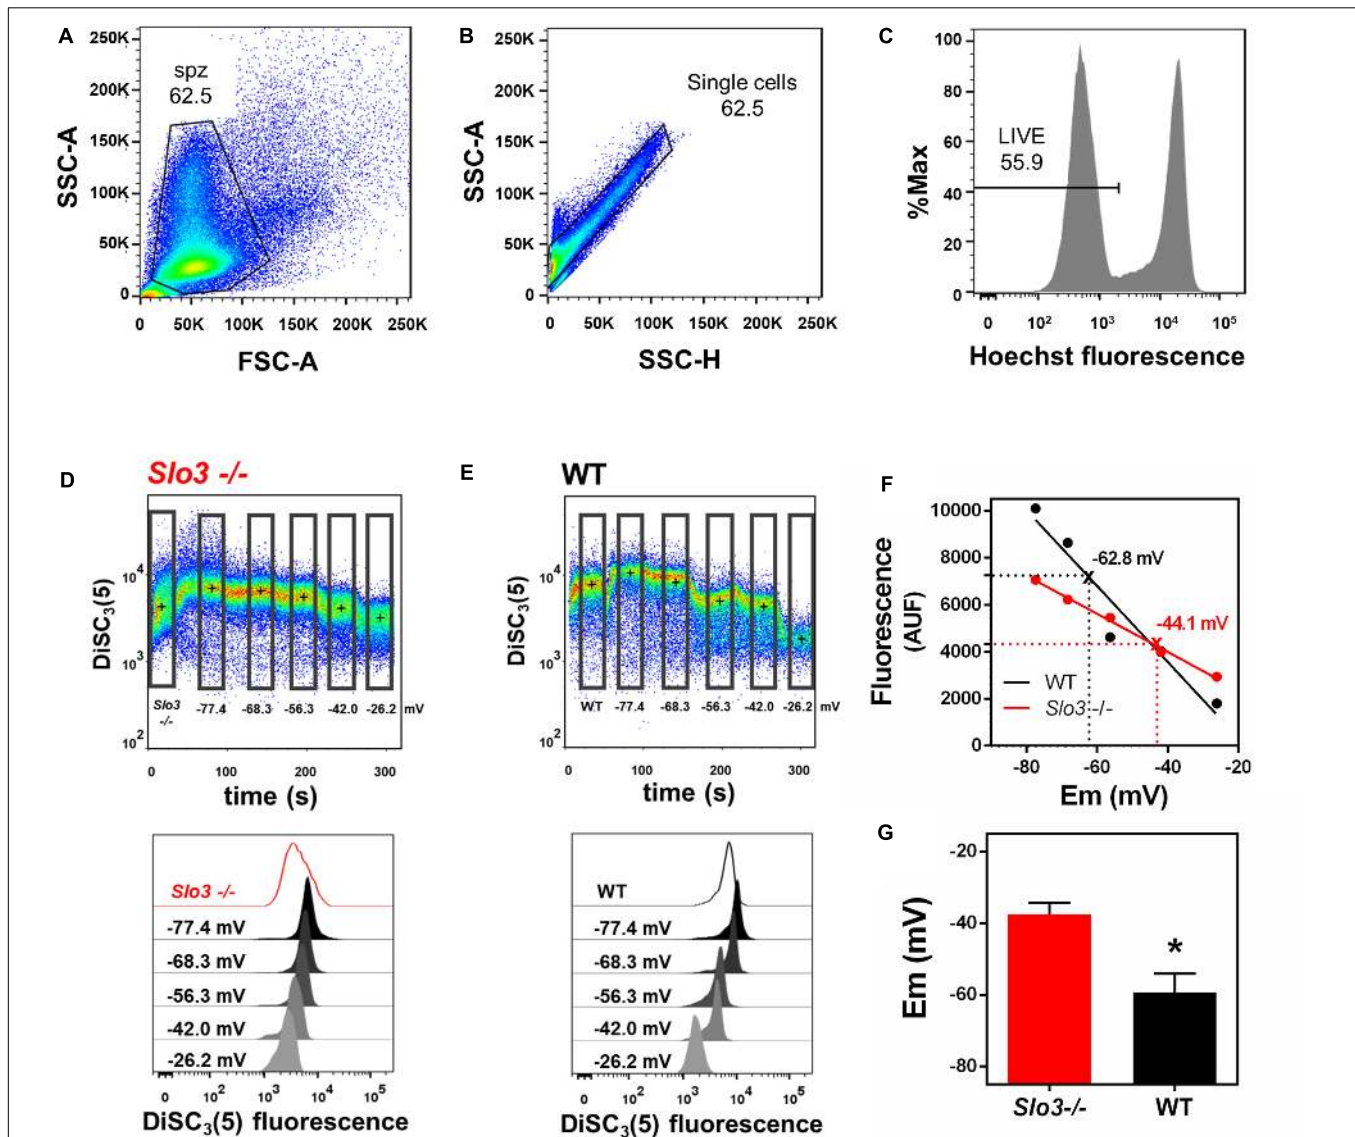 A
250K
200K
150K
100K
50K
0
SSC-A
spz
62.5
0 50K 100K 150K 200K 250K
FSC-A
B
250K
200K
150K
100K
50K
0
SSC-A
Single cells
62.5
0 50K 100K 150K 200K 250K
SSC-H
C
100
80
60
40
20
0
%Max
LIVE
55.9
0 10² 10³ 10⁴ 10⁵
Hoechst fluorescence
D
Slo3 -/-
10⁴
10³
10²
DiSC₃(5)
Slo3 -/- -77.4 -68.3 -56.3 -42.0 -26.2 mV
0 100 200 300
time (s)
Slo3 -/-
-77.4 mV
-68.3 mV
-56.3 mV
-42.0 mV
-26.2 mV
0 10² 10³ 10⁴ 10⁵
DiSC₃(5) fluorescence
E
WT
10⁴
10³
10²
DiSC₃(5)
WT -77.4 -68.3 -56.3 -42.0 -26.2 mV
0 100 200 300
time (s)
WT
-77.4 mV
-68.3 mV
-56.3 mV
-42.0 mV
-26.2 mV
0 10² 10³ 10⁴ 10⁵
DiSC₃(5) fluorescence
F
10000
8000
6000
4000
2000
0
Fluorescence
(AUF)
-62.8 mV
-44.1 mV
WT
Slo3 -/-
-80 -60 -40 -20
Em (mV)
G
-20
-40
-60
-80
Em (mV)
*
Slo3-/- WT